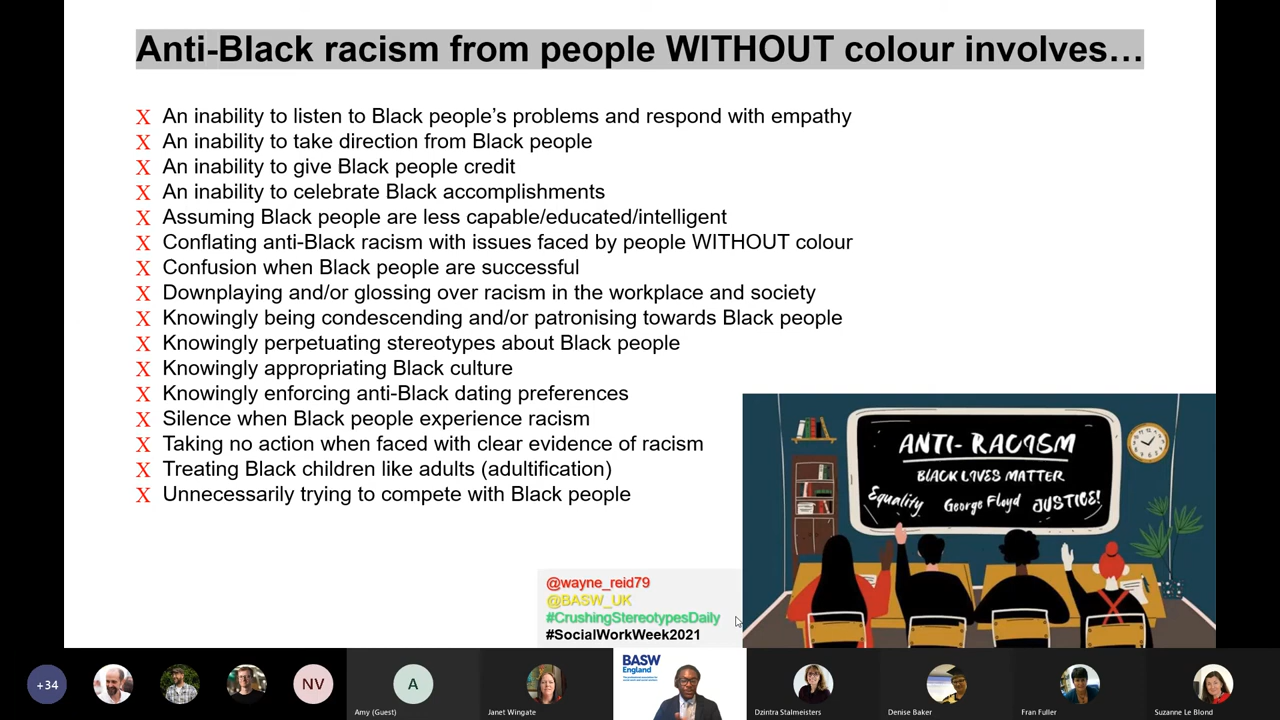 Anti-Black racism from people WITHOUT colour involves…
X An inability to listen to Black people’s problems and respond with empathy
X An inability to take direction from Black people
X An inability to give Black people credit
X An inability to celebrate Black accomplishments
X Assuming Black people are less capable/educated/intelligent
X Conflating anti-Black racism with issues faced by people WITHOUT colour
X Confusion when Black people are successful
X Downplaying and/or glossing over racism in the workplace and society
X Knowingly being condescending and/or patronising towards Black people
X Knowingly perpetuating stereotypes about Black people
X Knowingly appropriating Black culture
X Knowingly enforcing anti-Black dating preferences
X Silence when Black people experience racism
X Taking no action when faced with clear evidence of racism
X Treating Black children like adults (adultification)
X Unnecessarily trying to compete with Black people
ANTI-RACISM
BLACK LIVES MATTER
Equality George Floyd JUSTICE!
@wayne_reid79
@BASW_UK
#CrushingStereotypesDaily
#SocialWorkWeek2021
+34
NV
A
Amy (Guest)
Janet Wingate
BASW
England
Dzintra Stalmeisters
Denise Baker
Fran Fuller
Suzanne Le Blond